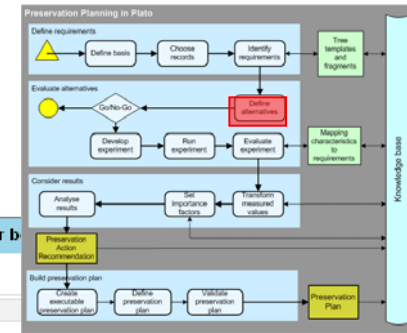 Preservation Planning in Plato
Define requirements
Define basis
Choose
records
Identify
requirements
Tree
templates
and
fragments
Evaluate alternatives
Go/No-Go
Define
alternatives
Develop
experiment
Run
experiment
Evaluate
experiment
Mapping
characteristics
to
requirements
Knowledge base
Consider results
Analyse
results
Set
importance
factors
Transform
measured
values
Preservation
Action
Recommendation
Build preservation plan
Create
executable
preservation plan
Define
preservation
plan
Validate
preservation
plan
Preservation
Plan